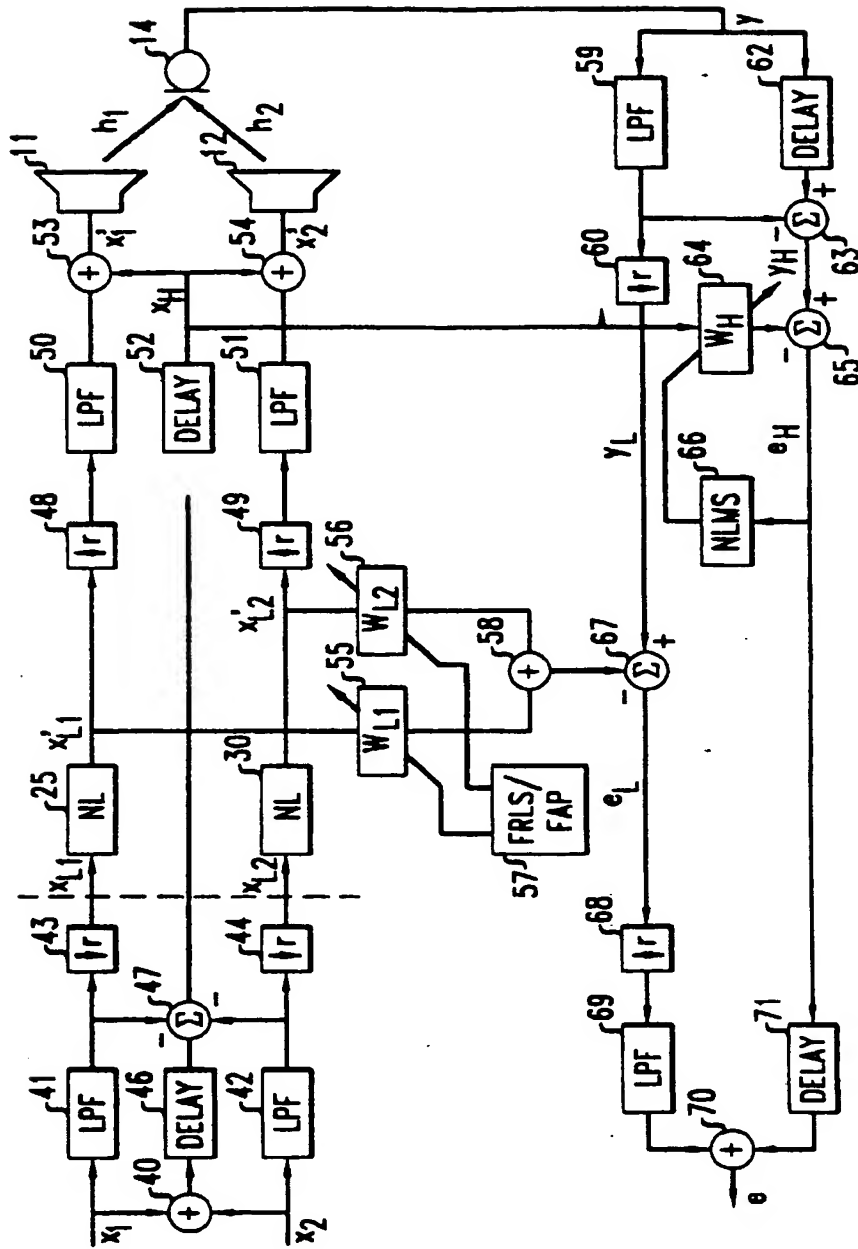 x1
40
x2
LPF
41
DELAY
46
LPF
42
Σ
47
-
-
r
43
r
44
xL1
xL2
NL
25
NL
30
x'L1
x'L2
r
48
r
49
LPF
50
DELAY
52
LPF
51
xH
53
54
x'1
x'2
11
12
h1
h2
14
WL1
55
WL2
56
FRLS/
FAP
57
58
y
LPF
59
DELAY
62
r
60
-
+
Σ
63
WH
64
yH
-
+
Σ
65
yL
NLMS
66
eH
-
+
Σ
67
eL
r
68
LPF
69
DELAY
71
+
70
e